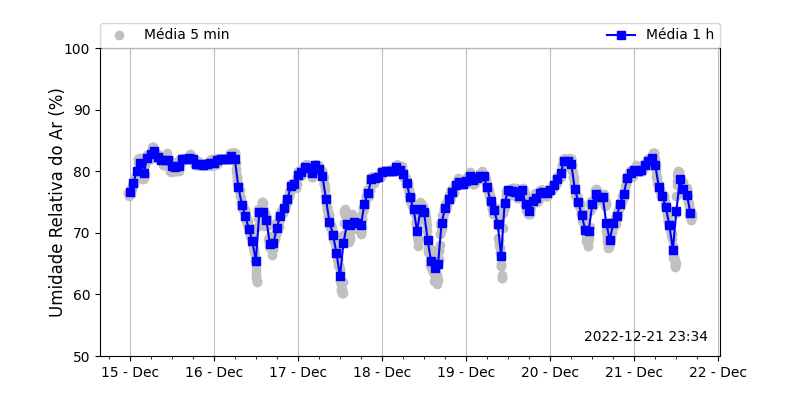 Média 5 min
Média 1 h
Umidade Relativa do Ar (%)
100
90
80
70
60
50
2022-12-21 23:34
15 - Dec
16 - Dec
17 - Dec
18 - Dec
19 - Dec
20 - Dec
21 - Dec
22 - Dec